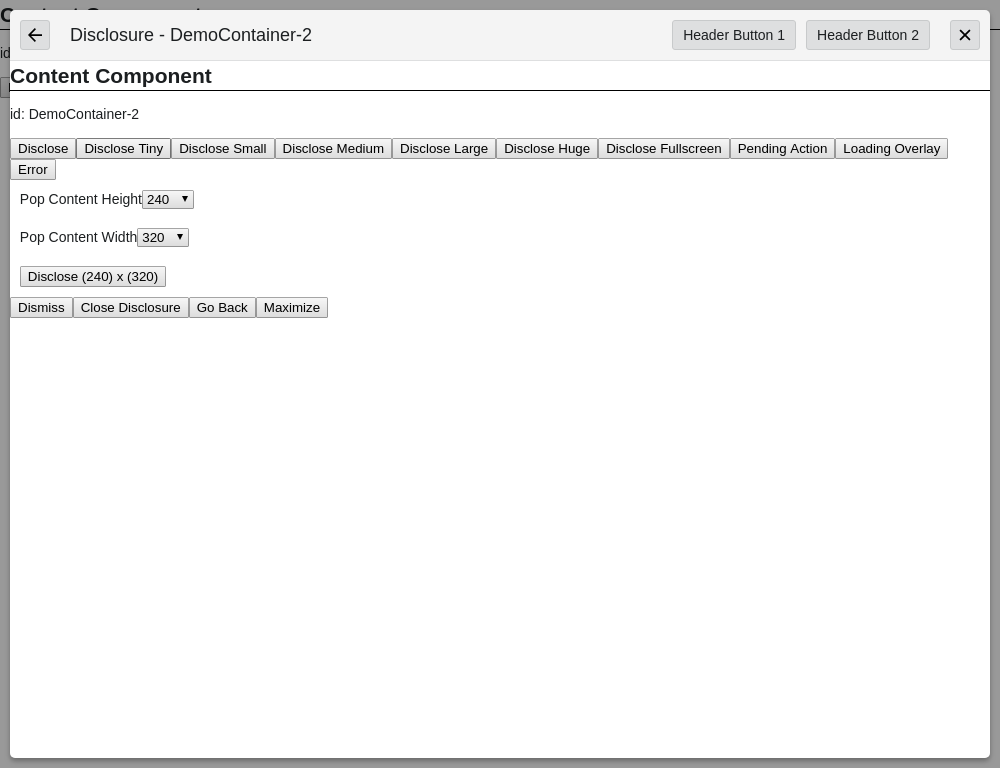 Disclosure - DemoContainer-2
Header Button 1
Header Button 2
Content Component
id: DemoContainer-2
Disclose
Disclose Tiny
Disclose Small
Disclose Medium
Disclose Large
Disclose Huge
Disclose Fullscreen
Pending Action
Loading Overlay
Error
Pop Content Height 240
Pop Content Width 320
Disclose (240) x (320)
Dismiss
Close Disclosure
Go Back
Maximize